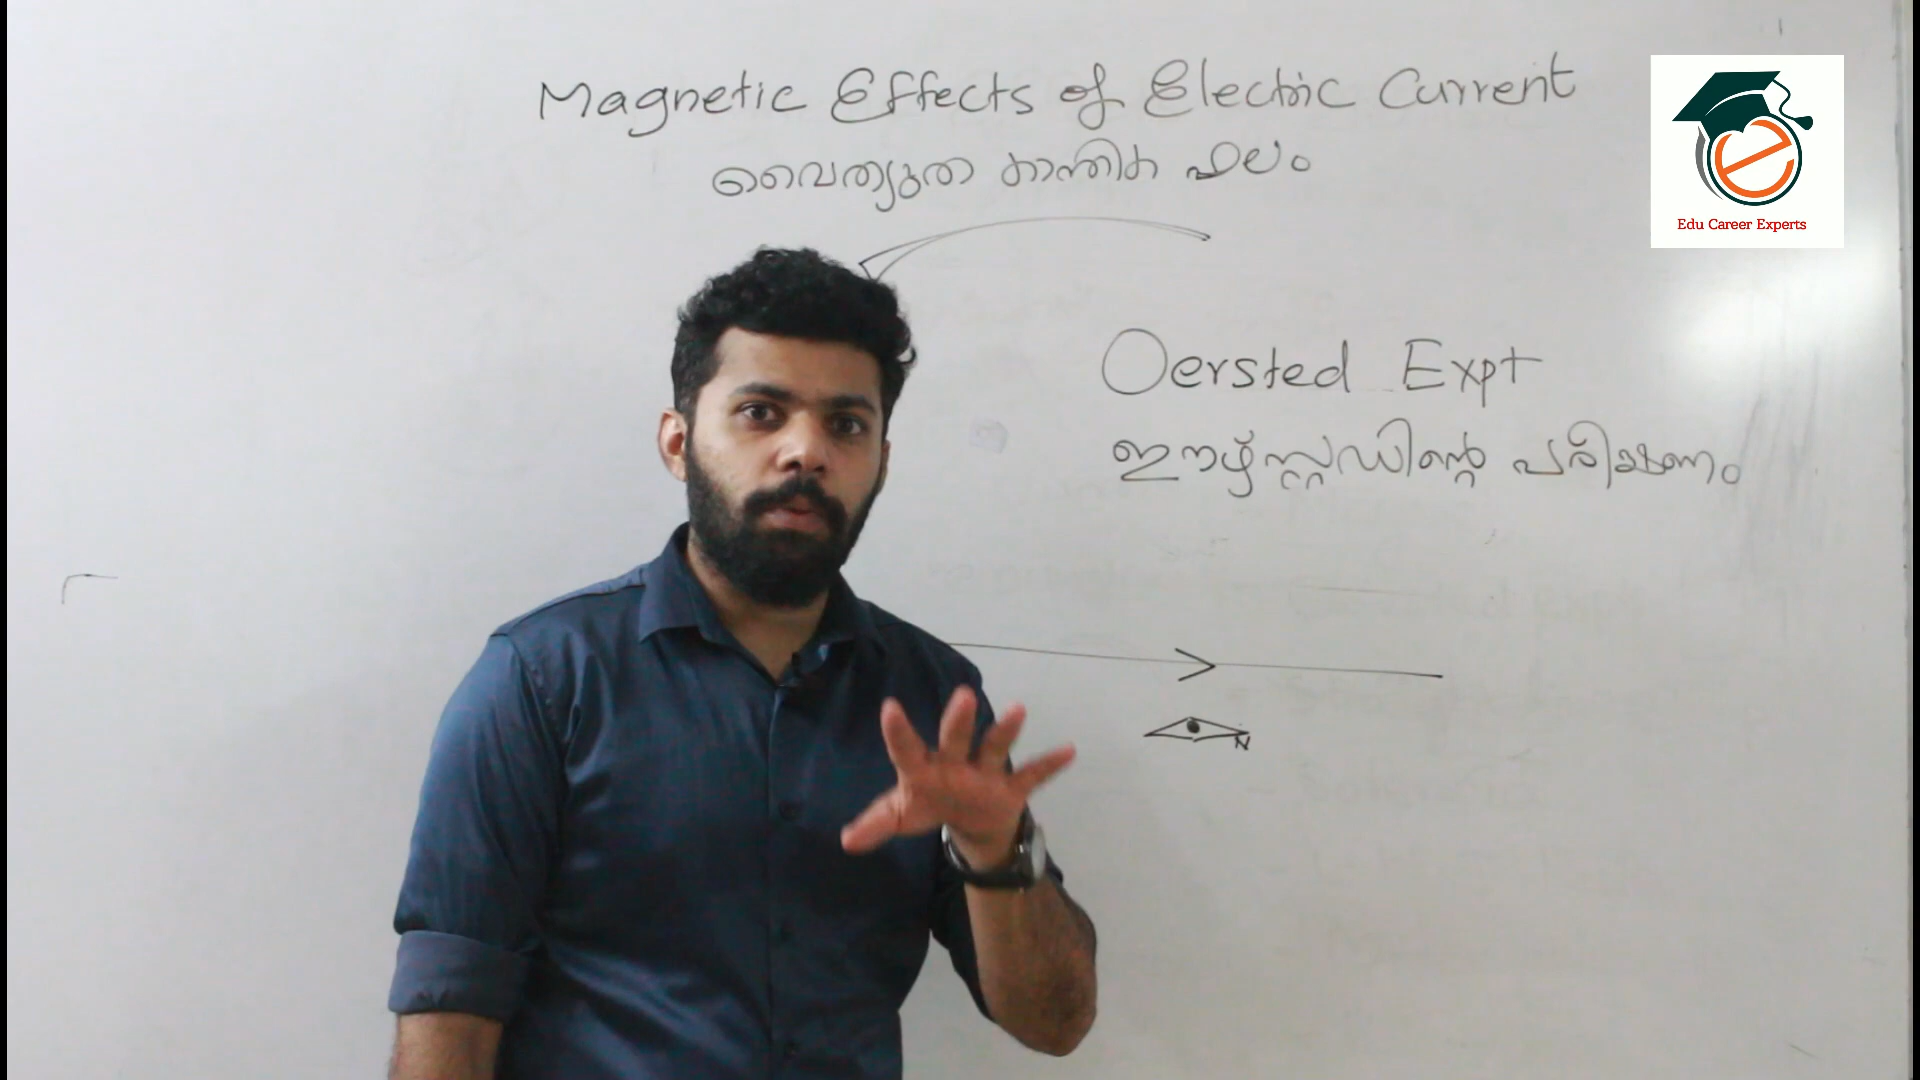 Magnetic Effects of Electric Current
വൈത്യുത കാന്തിക ഫലം
Edu Career Experts
Oersted Expt
ഈഴ്സ്റ്റഡിന്റെ പരീക്ഷണം
N